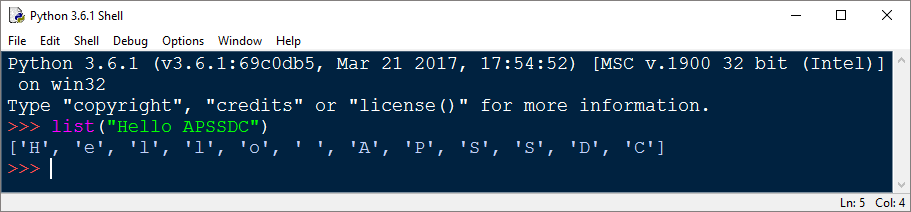 Python 3.6.1 Shell
File Edit Shell Debug Options Window Help
Python 3.6.1 (v3.6.1:69c0db5, Mar 21 2017, 17:54:52) [MSC v.1900 32 bit (Intel)]
on win32
Type "copyright", "credits" or "license()" for more information.
>>> list("Hello APSSDC")
['H', 'e', 'l', 'l', 'o', ' ', 'A', 'P', 'S', 'S', 'D', 'C']
>>>
Ln: 5 Col: 4